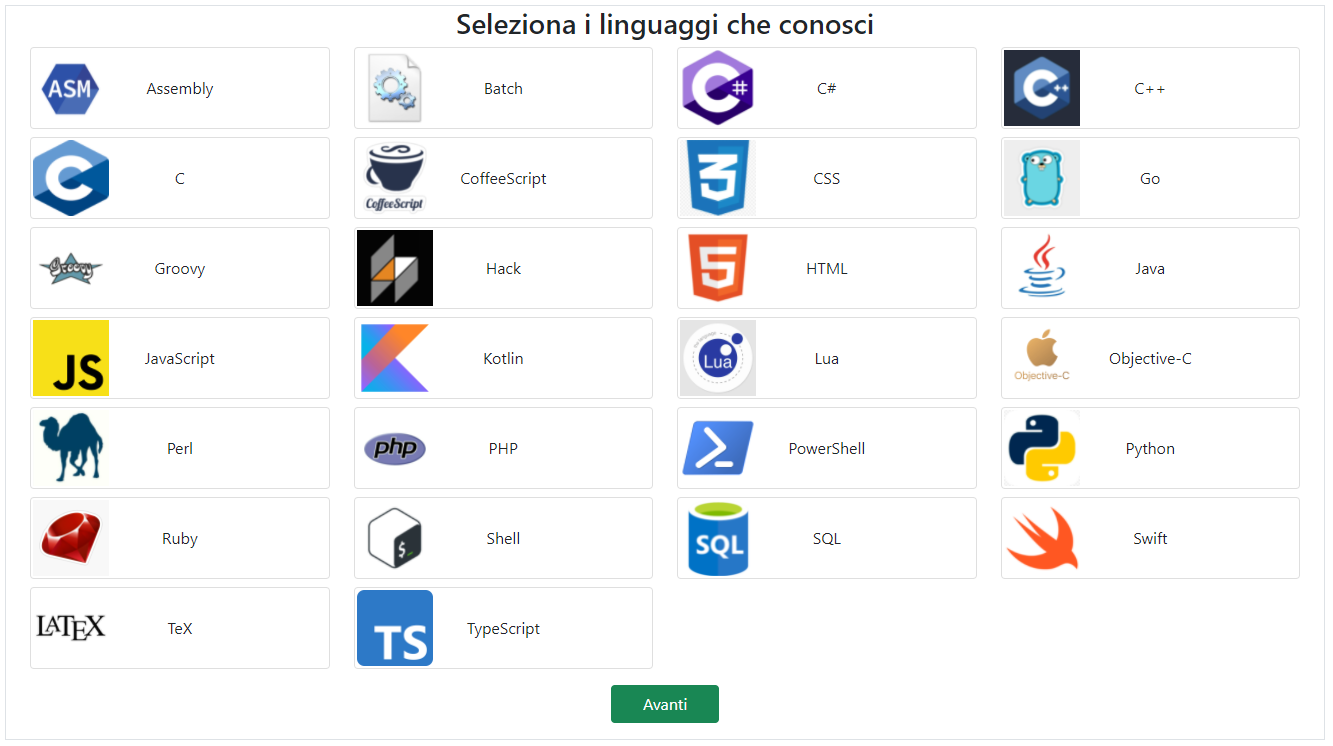 Seleziona i linguaggi che conosci
ASM Assembly
Batch
C# C#
C++ C++
C C
CoffeeScript CoffeeScript
3 CSS
Go
Groovy Groovy
Hack
5 HTML
Java
JS JavaScript
Kotlin
Lua Lua
Objective-C Objective-C
Perl
php PHP
PowerShell
Python
Ruby
$ Shell
SQL SQL
Swift
LATEX TeX
TS TypeScript
Avanti